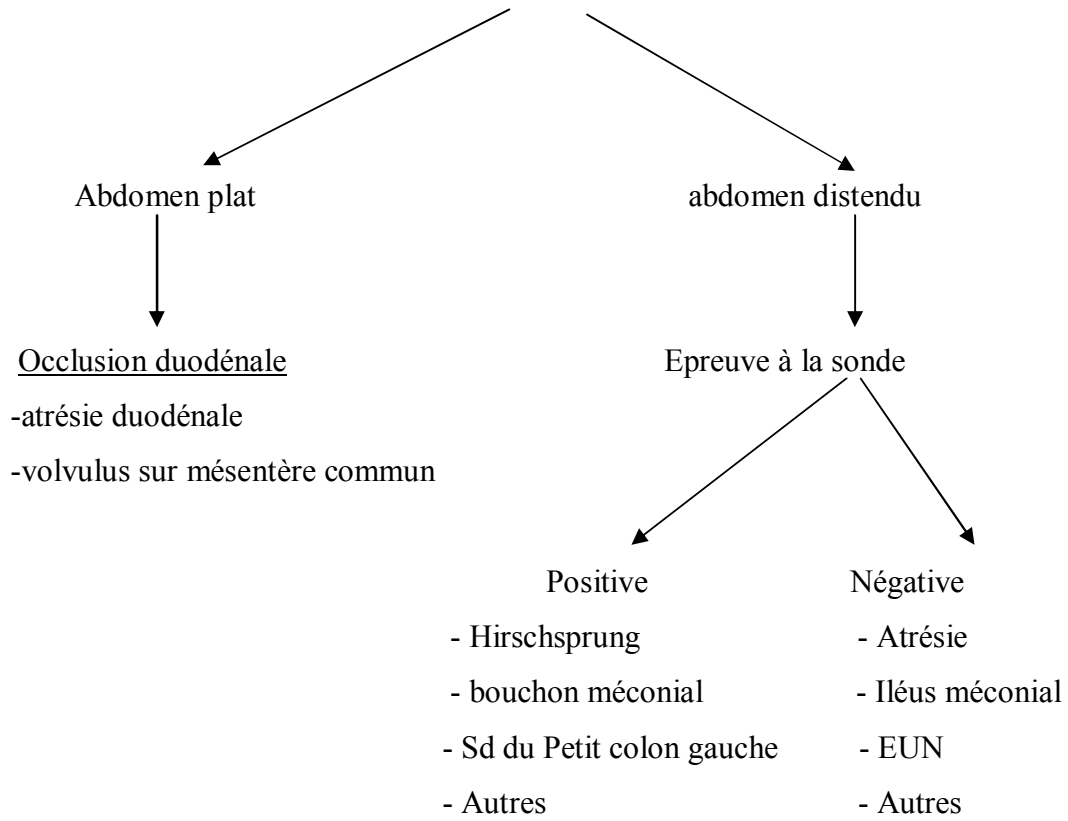 Abdomen plat
abdomen distendu
Occlusion duodénale
-atrésie duodénale
-volvulus sur mésentère commun
Epreuve à la sonde
Positive
- Hirschsprung
- bouchon méconial
- Sd du Petit colon gauche
- Autres
Négative
- Atrésie
- Iléus méconial
- EUN
- Autres